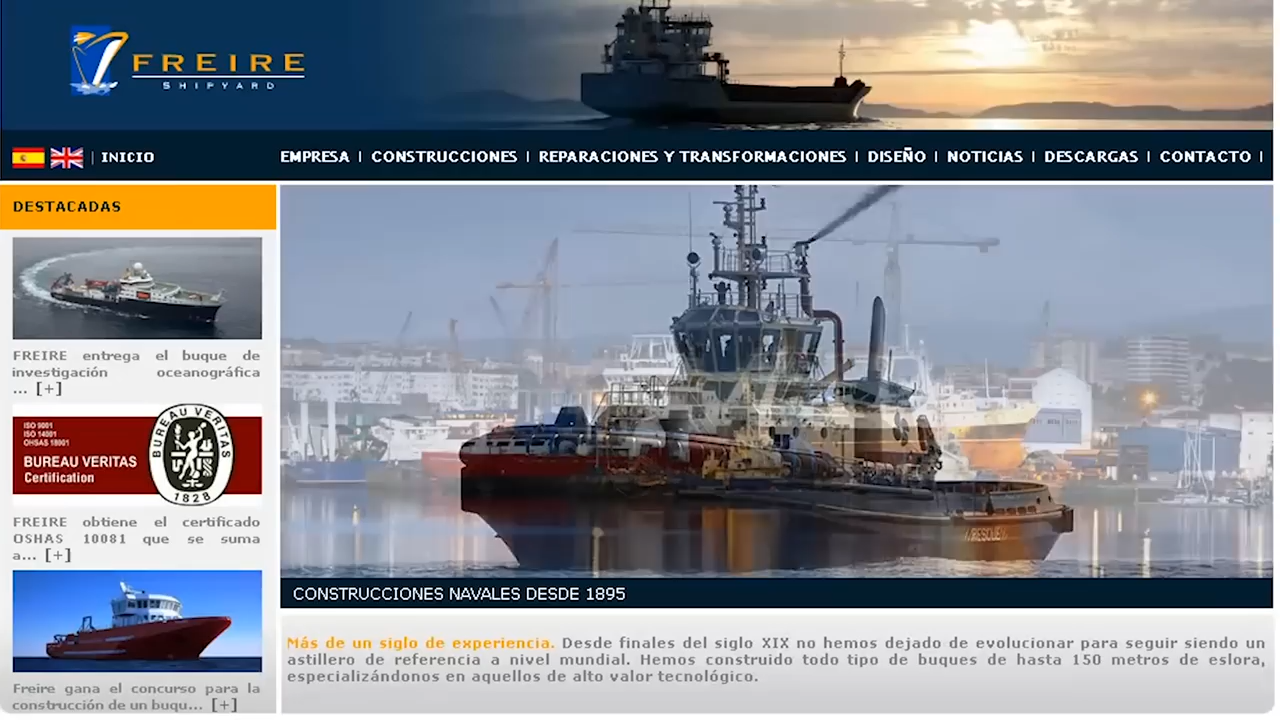 FREIRE
SHIPYARD
| INICIO
EMPRESA | CONSTRUCCIONES | REPARACIONES Y TRANSFORMACIONES | DISEÑO | NOTICIAS | DESCARGAS | CONTACTO |
DESTACADAS
FREIRE entrega el buque de
investigación oceanográfica
... [+]
ISO 9001
ISO 14001
OHSAS 18001
BUREAU VERITAS
Certification
BUREAU VERITAS
1828
FREIRE obtiene el certificado
OSHAS 10081 que se suma
a... [+]
Freire gana el concurso para la
construcción de un buqu... [+]
RESCUE
CONSTRUCCIONES NAVALES DESDE 1895
Más de un siglo de experiencia. Desde finales del siglo XIX no hemos dejado de evolucionar para seguir siendo un
astillero de referencia a nivel mundial. Hemos construido todo tipo de buques de hasta 150 metros de eslora,
especializándonos en aquellos de alto valor tecnológico.